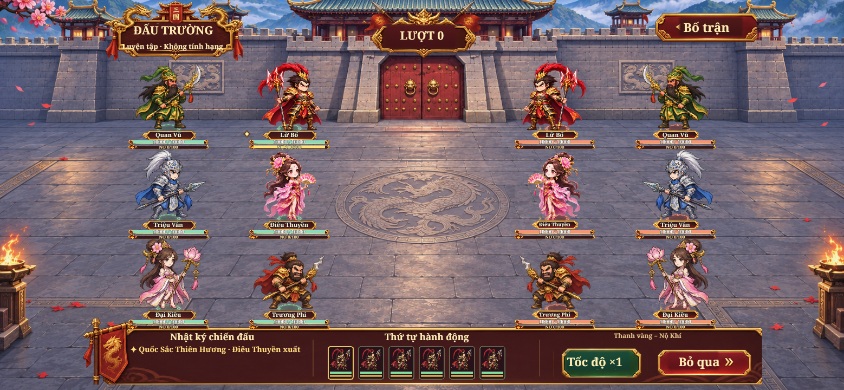 三
国
ĐẤU TRƯỜNG
Luyện tập · Không tính hạng
LƯỢT 0
Bố trận
Quan Vũ
Lữ Bố
Lữ Bố
Quan Vũ
Triệu Vân
Điêu Thuyền
Điêu Thuyền
Triệu Vân
Đại Kiều
Trương Phi
Trương Phi
Đại Kiều
Nhật ký chiến đấu
Quốc Sắc Thiên Hương · Điêu Thuyền xuất
Thứ tự hành động
Thanh vàng – Nộ Khí
Tốc độ ×1
Bỏ qua »